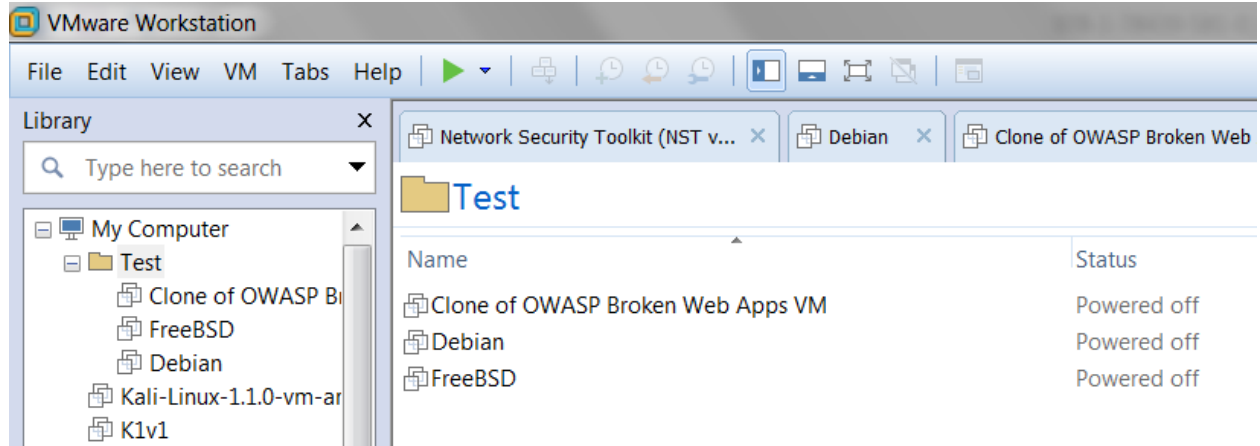 VMware Workstation
File Edit View VM Tabs Help
Library x
Type here to search
Network Security Toolkit (NST v... × Debian × Clone of OWASP Broken Web
Test
My Computer
Test
Clone of OWASP Br
FreeBSD
Debian
Kali-Linux-1.1.0-vm-ar
K1v1
Name Status
Clone of OWASP Broken Web Apps VM Powered off
Debian Powered off
FreeBSD Powered off